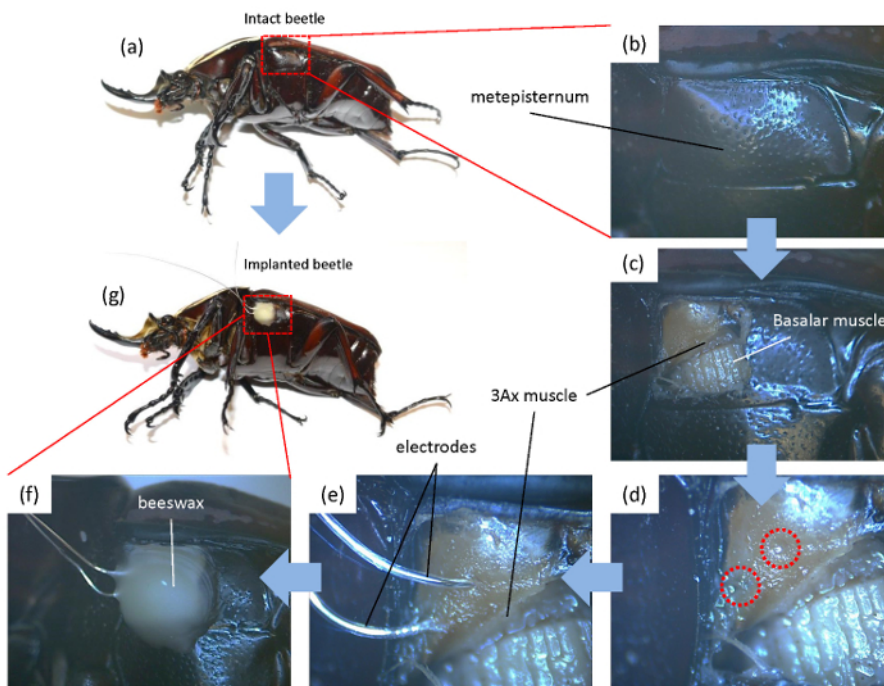 Intact beetle
(a)
(b)
metepisternum
(c)
Basalar muscle
Implanted beetle
(g)
3Ax muscle
electrodes
(f)
beeswax
(e)
(d)